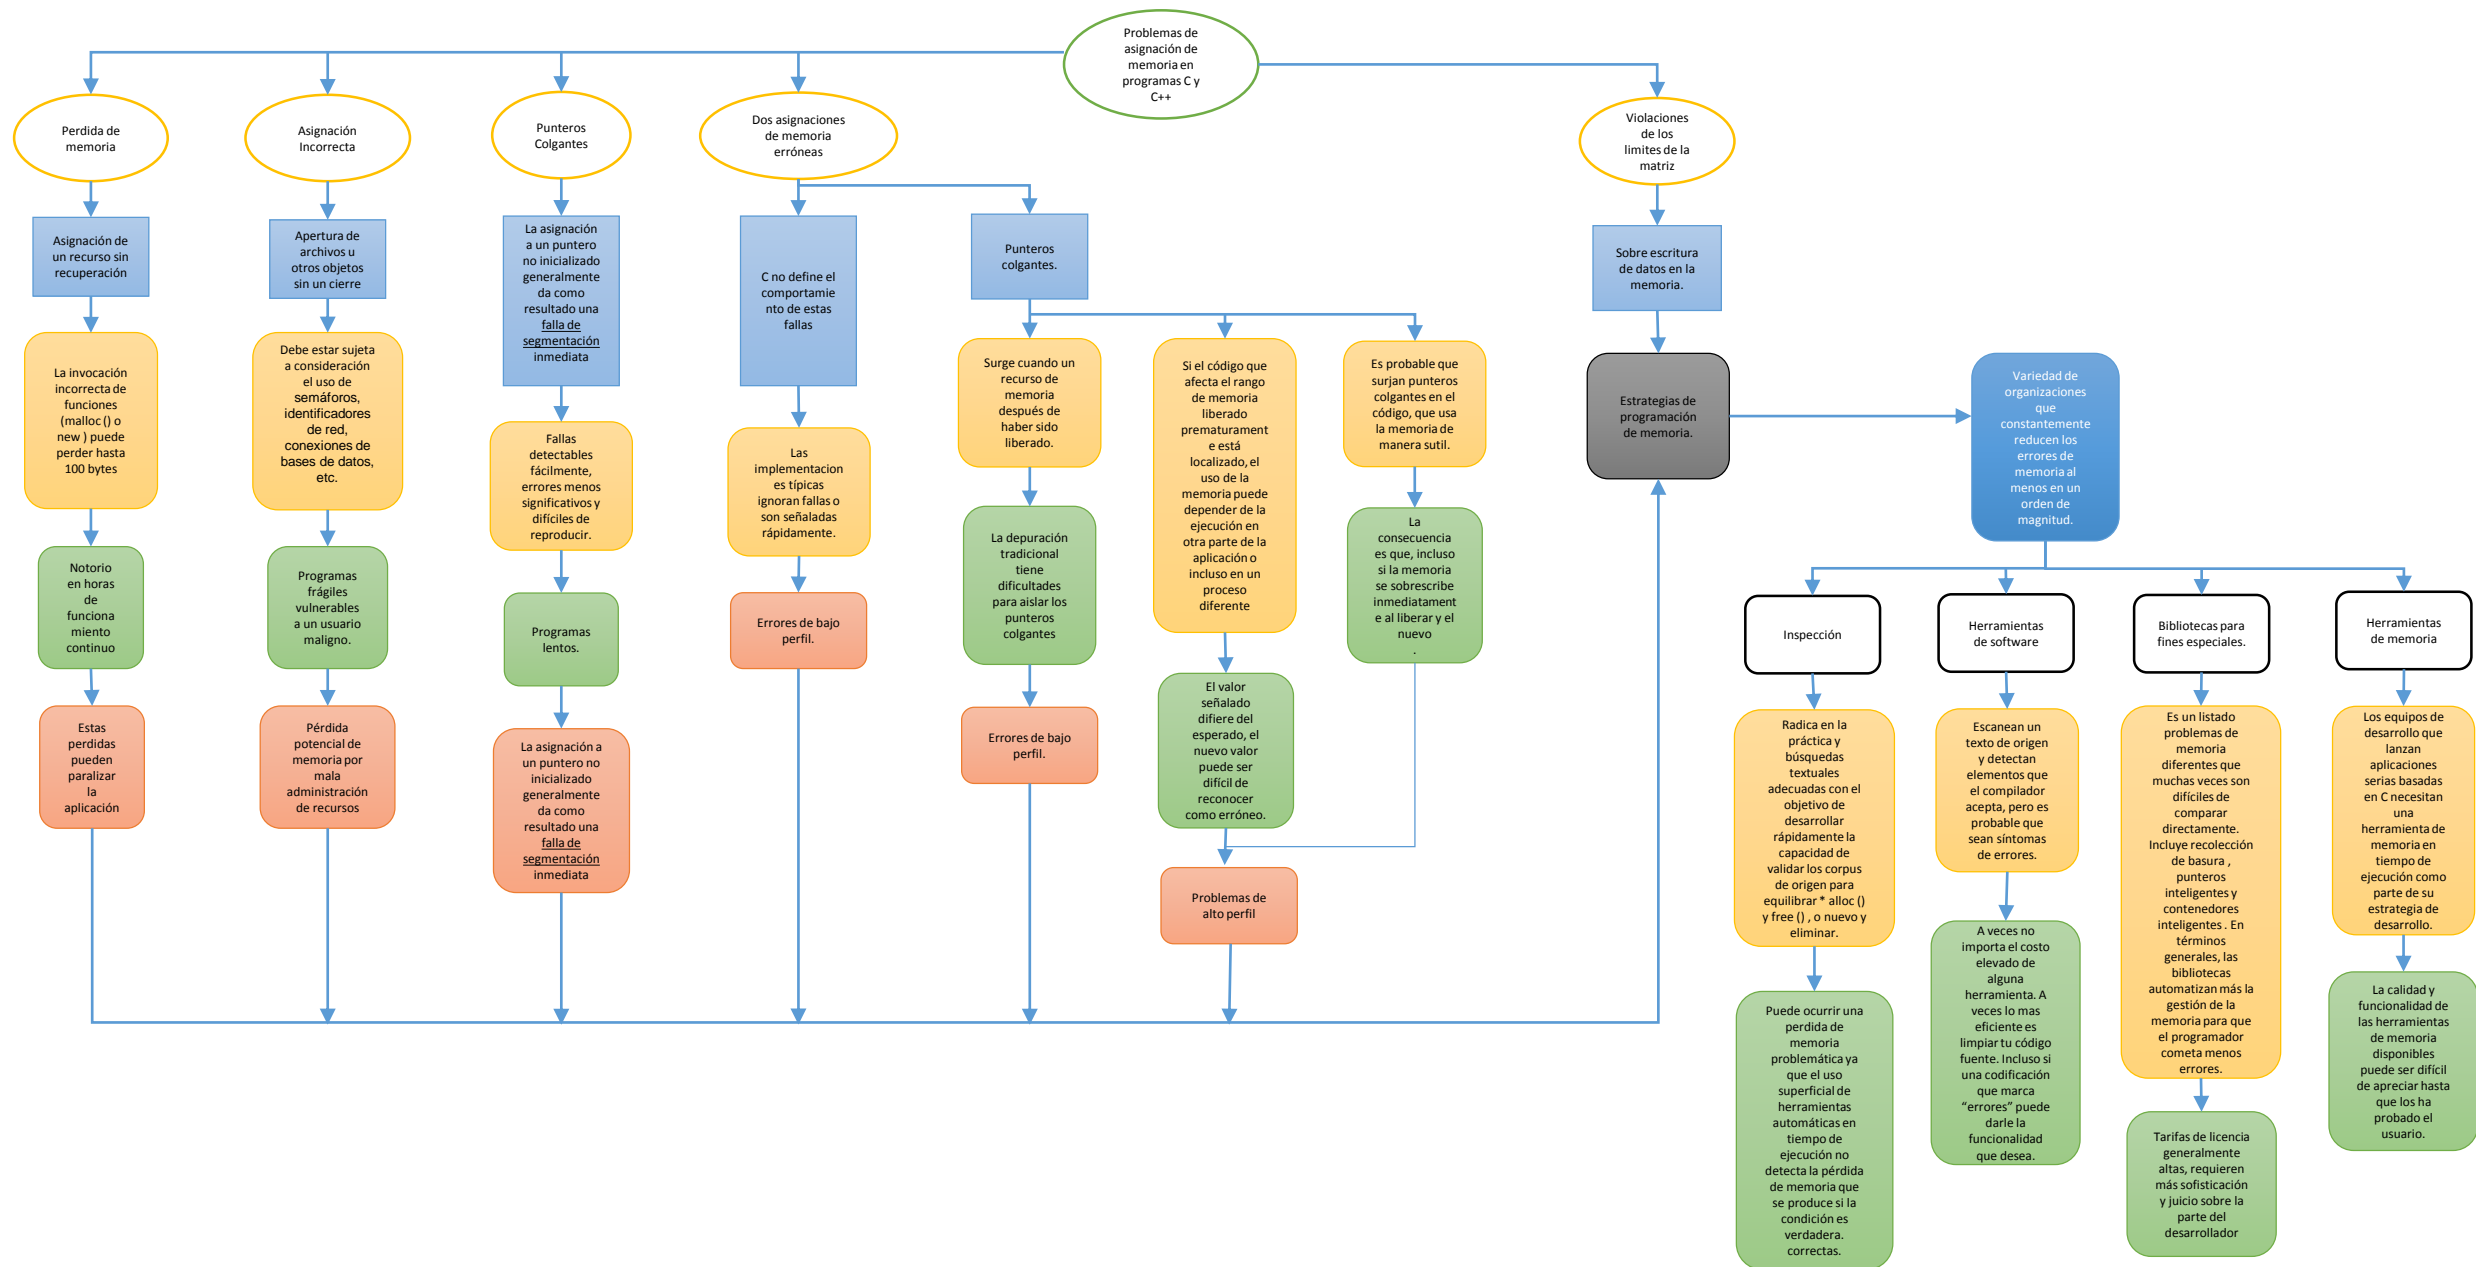 Problemas de
asignación de
memoria en
programas C y
C++
Perdida de
memoria
Asignación
Incorrecta
Punteros
Colgantes
Dos asignaciones
de memoria
erróneas
Violaciones
de los
limites de la
matriz
Asignación de
un recurso sin
recuperación
Apertura de
archivos u
otros objetos
sin un cierre
La asignación
a un puntero
no inicializado
generalmente
da como
resultado una
falla de
segmentación
inmediata
C no define el
comportamie
nto de estas
fallas
Punteros
colgantes.
Sobre escritura
de datos en la
memoria.
La invocación
incorrecta de
funciones
(malloc () o
new ) puede
perder hasta
100 bytes
Debe estar sujeta
a consideración
el uso de
semáforos,
identificadores
de red,
conexiones de
bases de datos,
etc.
Fallas
detectables
fácilmente,
errores menos
significativos y
difíciles de
reproducir.
Las
implementacion
es típicas
ignoran fallas o
son señaladas
rápidamente.
Surge cuando un
recurso de
memoria
después de
haber sido
liberado.
Si el código que
afecta el rango
de memoria
liberado
prematurament
e está
localizado, el
uso de la
memoria puede
depender de la
ejecución en
otra parte de la
aplicación o
incluso en un
proceso
diferente
Es probable que
surjan punteros
colgantes en el
código, que usa
la memoria de
manera sutil.
Estrategias de
programación
de memoria.
Variedad de
organizaciones
que
constantemente
reducen los
errores de
memoria al
menos en un
orden de
magnitud.
Notorio
en horas
de
funciona
miento
continuo
Programas
frágiles
vulnerables
a un usuario
maligno.
Programas
lentos.
Errores de bajo
perfil.
La depuración
tradicional
tiene
dificultades
para aislar los
punteros
colgantes
La
consecuencia
es que, incluso
si la memoria
se sobrescribe
inmediatament
e al liberar y el
nuevo
.
Inspección
Herramientas
de software
Bibliotecas para
fines especiales.
Herramientas
de memoria
Estas
perdidas
pueden
paralizar
la
aplicación
Pérdida
potencial de
memoria por
mala
administración
de recursos
La asignación a
un puntero no
inicializado
generalmente
da como
resultado una
falla de
segmentación
inmediata
Errores de bajo
perfil.
El valor
señalado
difiere del
esperado, el
nuevo valor
puede ser
difícil de
reconocer
como erróneo.
Problemas de
alto perfil
Radica en la
práctica y
búsquedas
textuales
adecuadas con el
objetivo de
desarrollar
rápidamente la
capacidad de
validar los corpus
de origen para
equilibrar * alloc ()
y free () , o nuevo y
eliminar.
Escanean un
texto de origen
y detectan
elementos que
el compilador
acepta, pero es
probable que
sean síntomas
de errores.
Es un listado
problemas de
memoria
diferentes que
muchas veces son
difíciles de
comparar
directamente.
Incluye recolección
de basura ,
punteros
inteligentes y
contenedores
inteligentes . En
términos
generales, las
bibliotecas
automatizan más la
gestión de la
memoria para que
el programador
cometa menos
errores.
Los equipos de
desarrollo que
lanzan
aplicaciones
serias basadas
en C necesitan
una
herramienta de
memoria en
tiempo de
ejecución como
parte de su
estrategia de
desarrollo.
Puede ocurrir una
perdida de
memoria
problemática ya
que el uso
superficial de
herramientas
automáticas en
tiempo de
ejecución no
detecta la pérdida
de memoria que
se produce si la
condición es
verdadera.
correctas.
A veces no
importa el costo
elevado de
alguna
herramienta. A
veces lo mas
eficiente es
limpiar tu código
fuente. Incluso si
una codificación
que marca
“errores” puede
darle la
funcionalidad
que desea.
Tarifas de licencia
generalmente
altas, requieren
más sofisticación
y juicio sobre la
parte del
desarrollador
La calidad y
funcionalidad de
las herramientas
de memoria
disponibles
puede ser difícil
de apreciar hasta
que los ha
probado el
usuario.